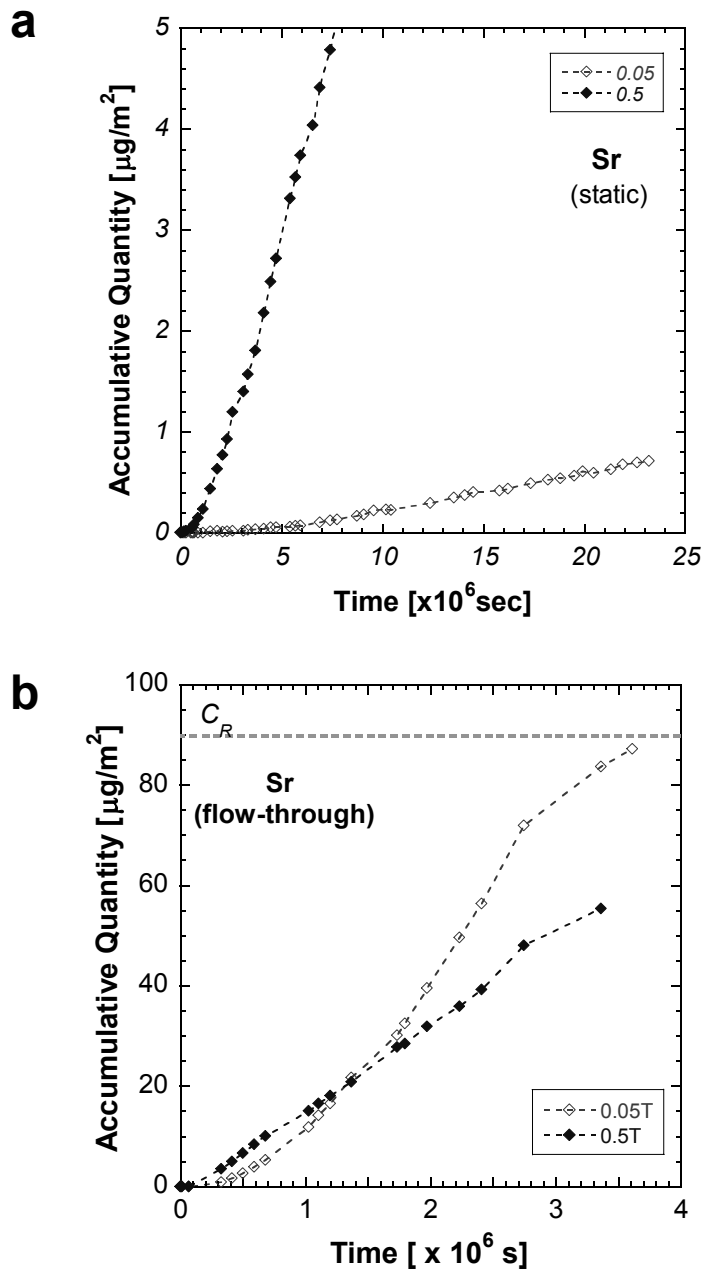 a
5
4
3
2
1
0
Accumulative Quantity [µg/m²]
0.05
0.5
Sr
(static)
0 5 10 15 20 25
Time [x10⁶sec]
b
100
80
60
40
20
0
Accumulative Quantity [µg/m²]
C_R
Sr
(flow-through)
0.05T
0.5T
0 1 2 3 4
Time [ x 10⁶ s]